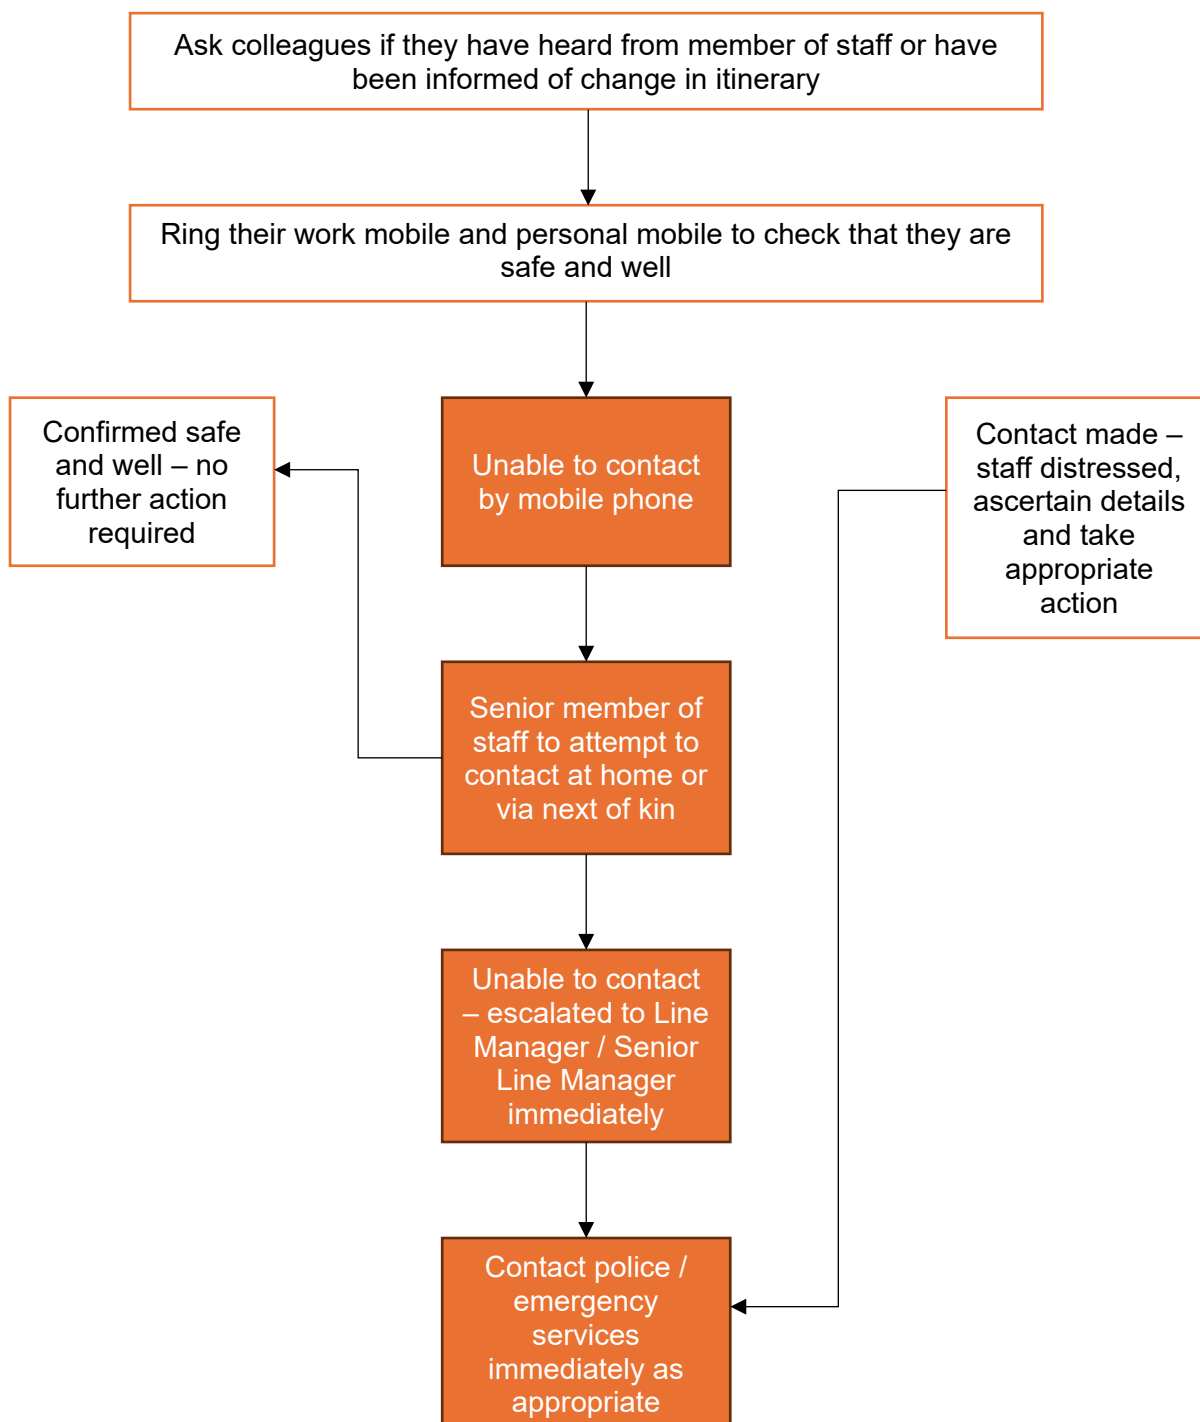 Ask colleagues if they have heard from member of staff or have
been informed of change in itinerary
Ring their work mobile and personal mobile to check that they are
safe and well
Confirmed safe
and well – no
further action
required
Unable to contact
by mobile phone
Contact made –
staff distressed,
ascertain details
and take
appropriate
action
Senior member of
staff to attempt to
contact at home or
via next of kin
Unable to contact
– escalated to Line
Manager / Senior
Line Manager
immediately
Contact police /
emergency
services
immediately as
appropriate